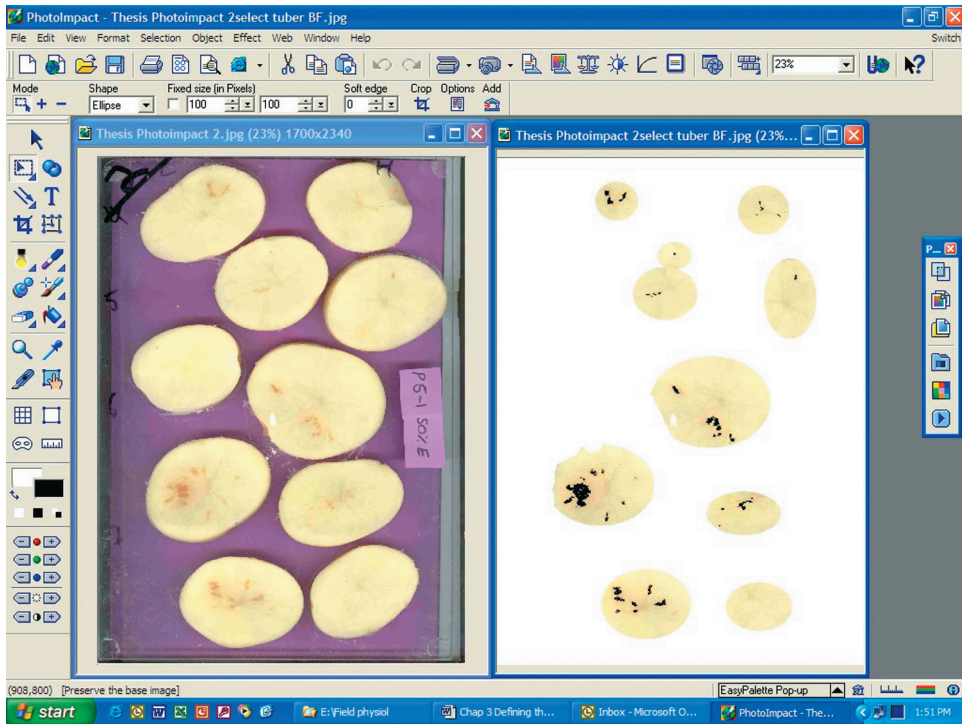 PhotoImpact - Thesis Photoimpact 2select tuber BF.jpg
File Edit View Format Selection Object Effect Web Window Help Switch
23%
Mode Shape Fixed size (in Pixels) Soft edge Crop Options Add
Ellipse 100 100 0
Thesis Photoimpact 2.jpg (23%) 1700x2340
Thesis Photoimpact 2select tuber BF.jpg (23%...
P...
PS-1 50% E
(908,800) [Preserve the base image]
EasyPalette Pop-up
start
E:\Field physiol
Chap 3 Defining th...
Inbox - Microsoft O...
PhotoImpact - The...
1:51 PM